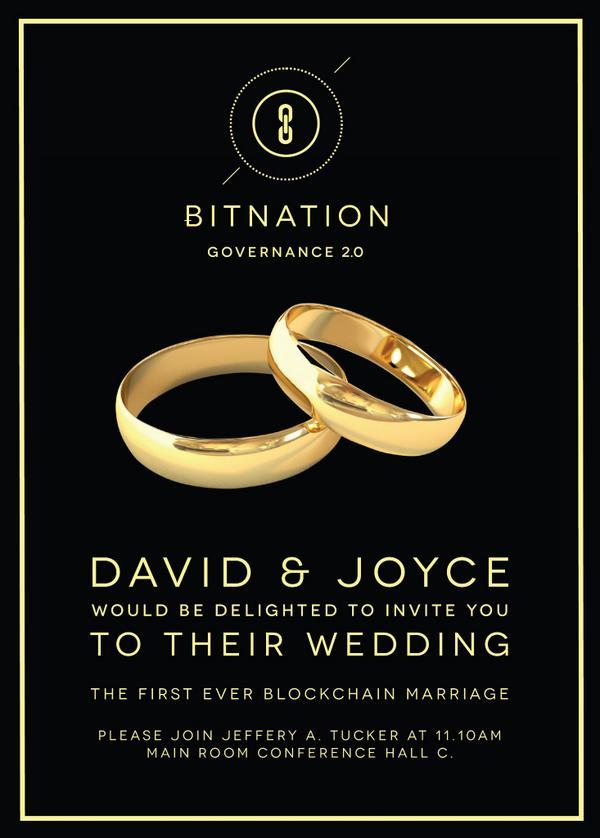 BITNATION
GOVERNANCE 2.0
DAVID & JOYCE
WOULD BE DELIGHTED TO INVITE YOU
TO THEIR WEDDING
THE FIRST EVER BLOCKCHAIN MARRIAGE
PLEASE JOIN JEFFERY A. TUCKER AT 11.10AM
MAIN ROOM CONFERENCE HALL C.